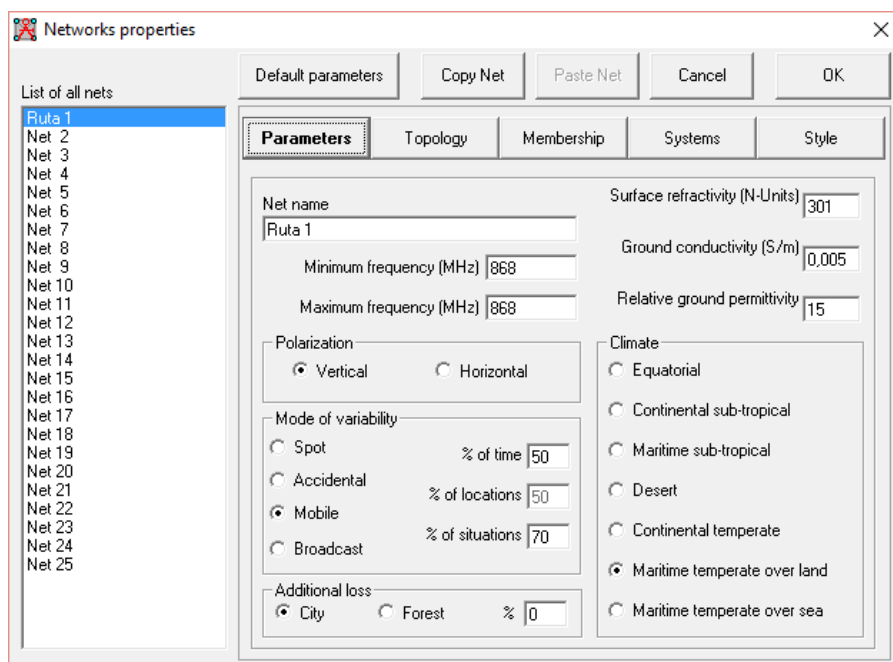 Networks properties
Default parameters
Copy Net
Paste Net
Cancel
OK
List of all nets
Ruta 1
Net 2
Net 3
Net 4
Net 5
Net 6
Net 7
Net 8
Net 9
Net 10
Net 11
Net 12
Net 13
Net 14
Net 15
Net 16
Net 17
Net 18
Net 19
Net 20
Net 21
Net 22
Net 23
Net 24
Net 25
Parameters
Topology
Membership
Systems
Style
Net name
Ruta 1
Minimum frequency (MHz) 868
Maximum frequency (MHz) 868
Surface refractivity (N-Units) 301
Ground conductivity (S/m) 0,005
Relative ground permittivity 15
Polarization
Vertical
Horizontal
Mode of variability
Spot
Accidental
Mobile
Broadcast
% of time 50
% of locations 50
% of situations 70
Additional loss
City
Forest
% 0
Climate
Equatorial
Continental sub-tropical
Maritime sub-tropical
Desert
Continental temperate
Maritime temperate over land
Maritime temperate over sea